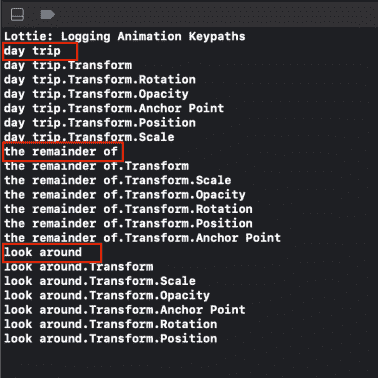 Lottie: Logging Animation Keypaths
day trip
day trip.Transform
day trip.Transform.Rotation
day trip.Transform.Opacity
day trip.Transform.Anchor Point
day trip.Transform.Position
day trip.Transform.Scale
the remainder of
the remainder of.Transform
the remainder of.Transform.Scale
the remainder of.Transform.Opacity
the remainder of.Transform.Rotation
the remainder of.Transform.Position
the remainder of.Transform.Anchor Point
look around
look around.Transform
look around.Transform.Scale
look around.Transform.Opacity
look around.Transform.Anchor Point
look around.Transform.Rotation
look around.Transform.Position